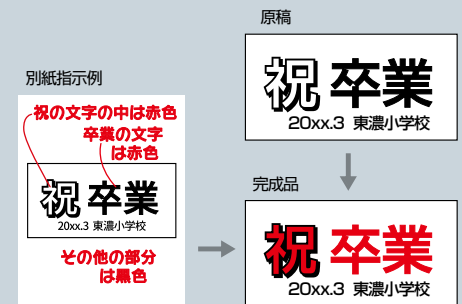 原稿
祝 卒業
20xx.3 東濃小学校
別紙指示例
祝の文字の中は赤色
卒業の文字
は赤色
祝 卒業
20xx.3 東濃小学校
その他の部分
は黒色
完成品
祝 卒業
20xx.3 東濃小学校